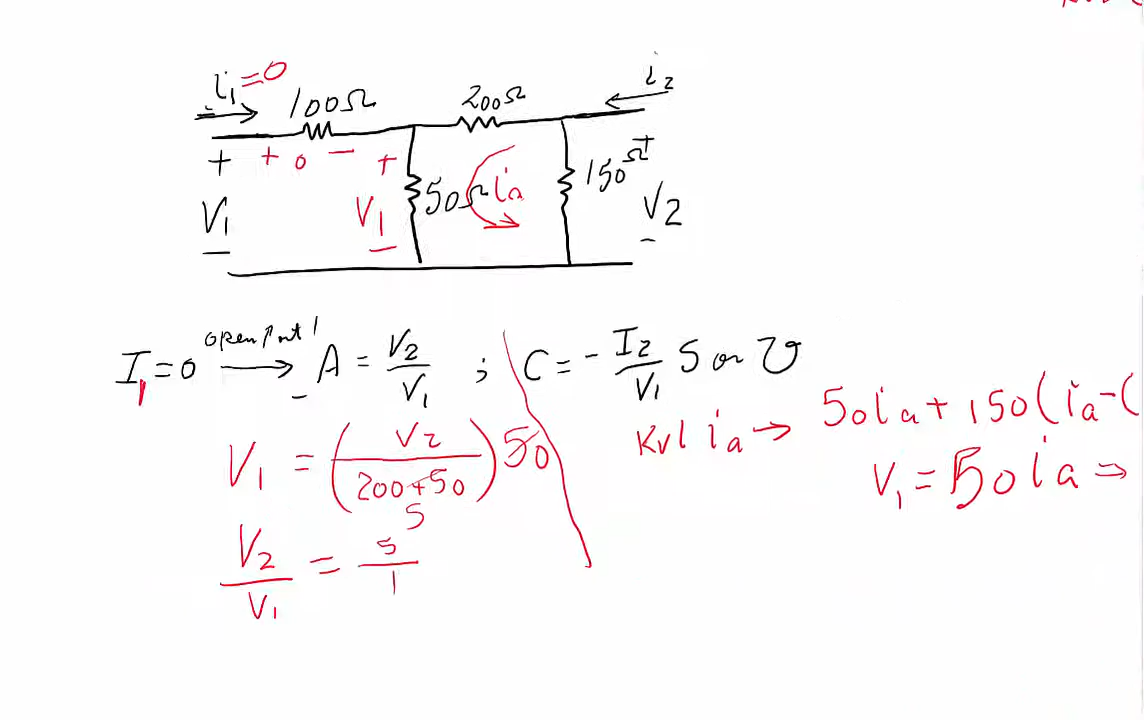 i₁=0
i₂
100Ω
200Ω
+ + 0 − +
50Ω
iₐ
150Ω
+
V₁
V₁
V₂
− − −
I₁=0 open Port 1 → A = V₂/V₁ ; C = - I₂/V₁ S or ℧
KVL iₐ → 50iₐ + 150(iₐ-(
V₁ = (V₂/(200+50)) 50
5
V₁ = 50iₐ ⇒
V₂/V₁ = 5/1